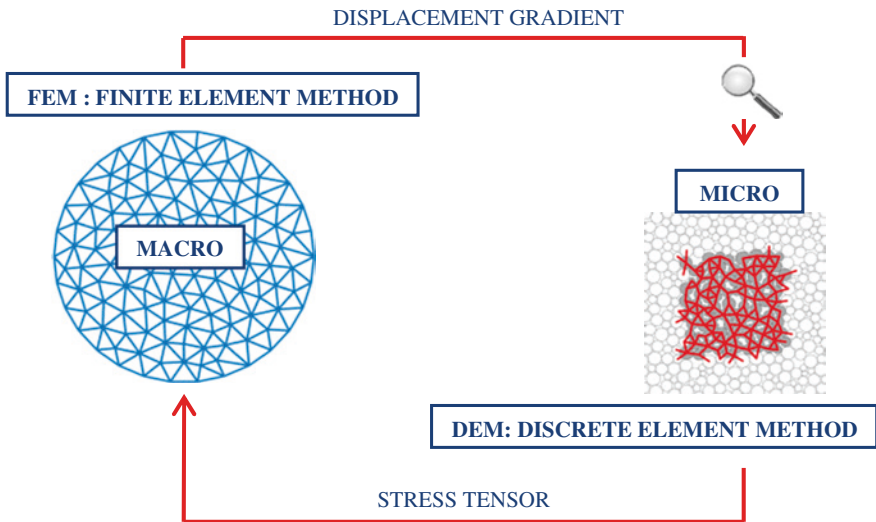 DISPLACEMENT GRADIENT
FEM : FINITE ELEMENT METHOD
MACRO
MICRO
DEM: DISCRETE ELEMENT METHOD
STRESS TENSOR